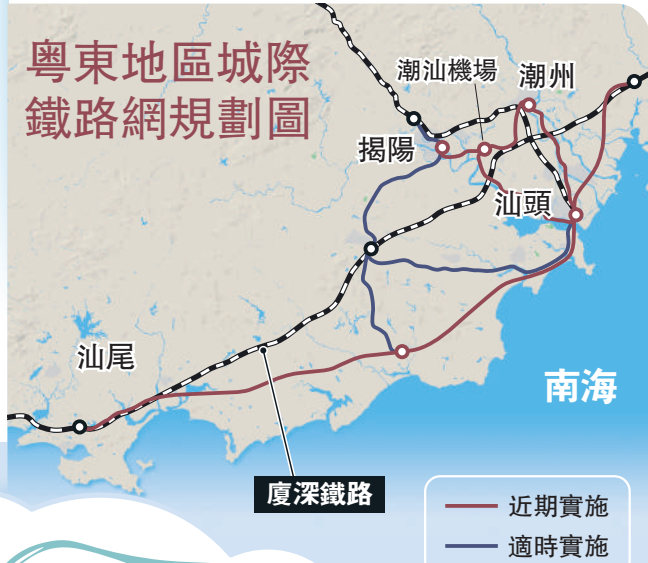 粵東地區城際
鐵路網規劃圖
潮汕機場
潮州
揭陽
汕頭
汕尾
南海
廈深鐵路
近期實施
適時實施